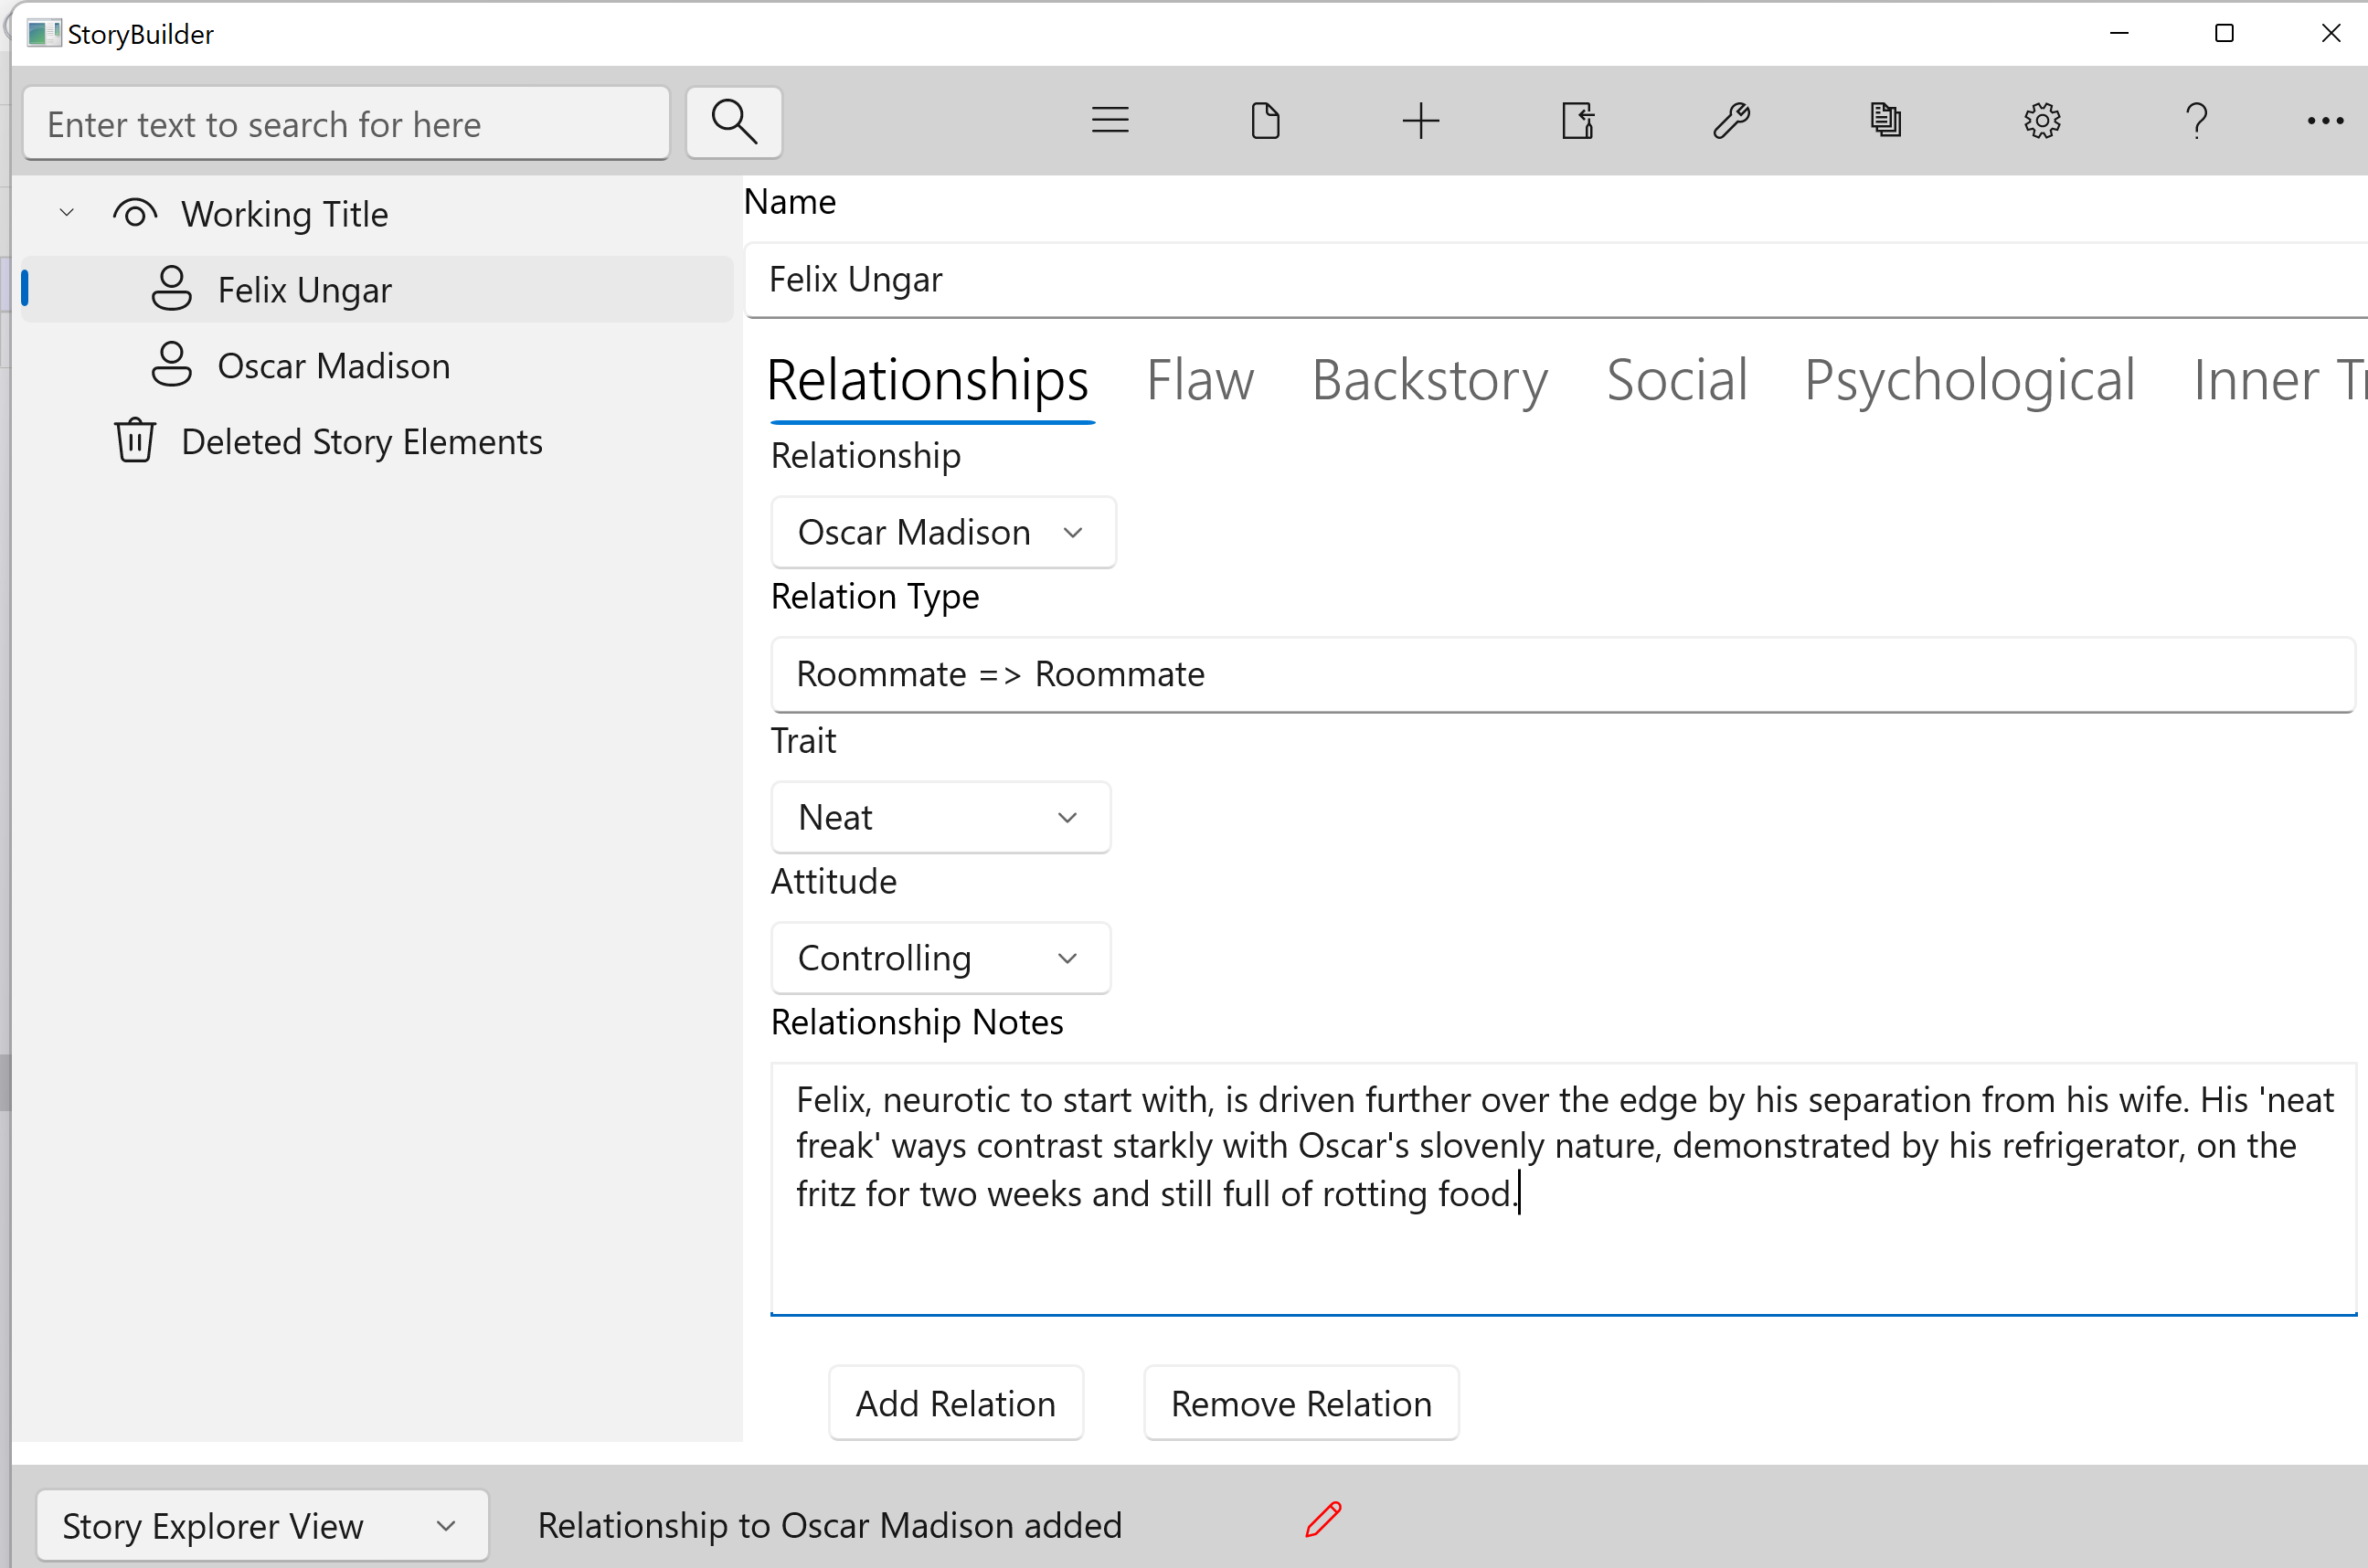 StoryBuilder
Enter text to search for here
Working Title
Felix Ungar
Oscar Madison
Deleted Story Elements
Name
Felix Ungar
Relationships Flaw Backstory Social Psychological Inner Tr
Relationship
Oscar Madison
Relation Type
Roommate => Roommate
Trait
Neat
Attitude
Controlling
Relationship Notes
Felix, neurotic to start with, is driven further over the edge by his separation from his wife. His 'neat
freak' ways contrast starkly with Oscar's slovenly nature, demonstrated by his refrigerator, on the
fritz for two weeks and still full of rotting food.
Add Relation Remove Relation
Story Explorer View Relationship to Oscar Madison added